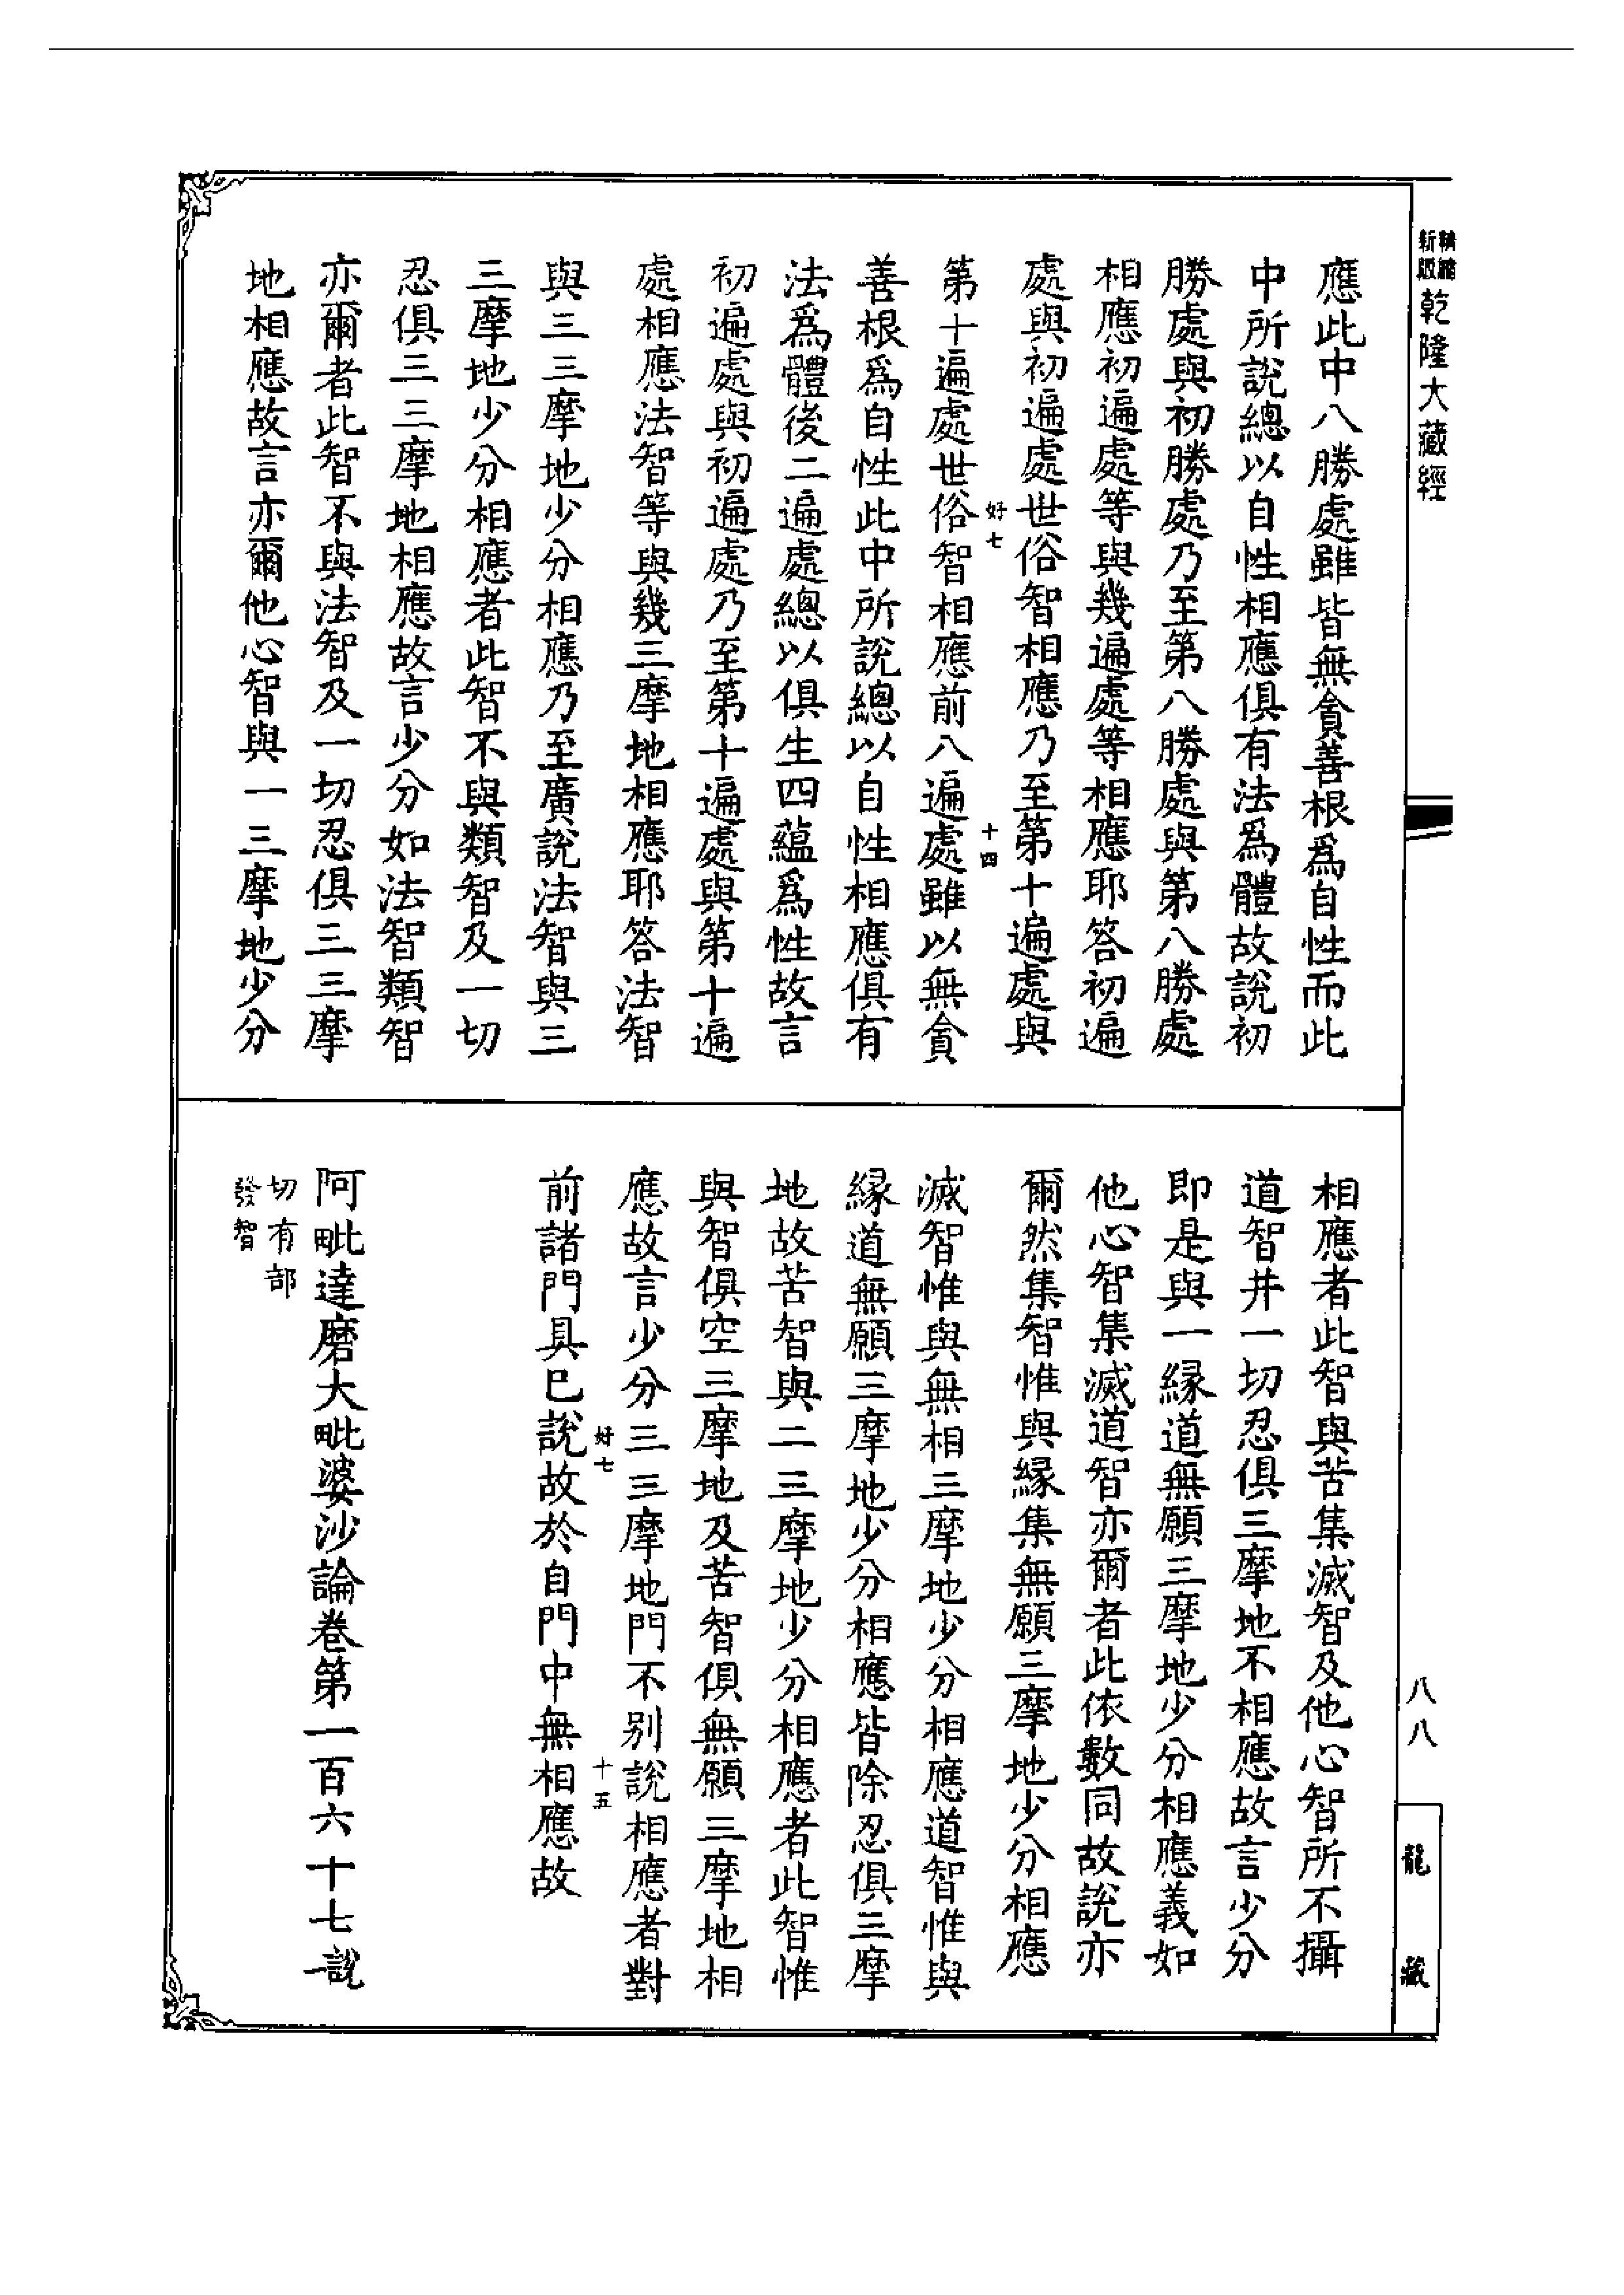 精縮新版乾隆大藏經
八八
龍藏
應此中八勝處雖皆無貪善根爲自性而此
中所說總以自性相應俱有法爲體故說初
勝處與初勝處乃至第八勝處與第八勝處
相應初遍處等與幾遍處等相應耶答初遍
處與初遍處世俗智相應乃至第十遍處與
好七
十四
第十遍處世俗智相應前八遍處雖以無貪
善根爲自性此中所說總以自性相應俱有
法爲體後二遍處總以俱生四蘊爲性故言
初遍處與初遍處乃至第十遍處與第十遍
處相應法智等與幾三摩地相應耶答法智
與三三摩地少分相應乃至廣說法智與三
三摩地少分相應者此智不與類智及一切
忍俱三三摩地相應故言少分如法智類智
亦爾者此智不與法智及一切忍俱三三摩
地相應故言亦爾他心智與一三摩地少分
相應者此智與苦集滅智及他心智所不攝
道智并一切忍俱三摩地不相應故言少分
即是與一緣道無願三摩地少分相應義如
他心智集滅道智亦爾者此依數同故說亦
爾然集智惟與緣集無願三摩地少分相應
滅智惟與無相三摩地少分相應道智惟與
緣道無願三摩地少分相應皆除忍俱三摩
地故苦智與二三摩地少分相應者此智惟
與智俱空三摩地及苦智俱無願三摩地相
應故言少分三三摩地門不別說相應者對
好七
十五
前諸門具已說故於自門中無相應故
阿毗達磨大毗婆沙論卷第一百六十七說一
切有部
發智